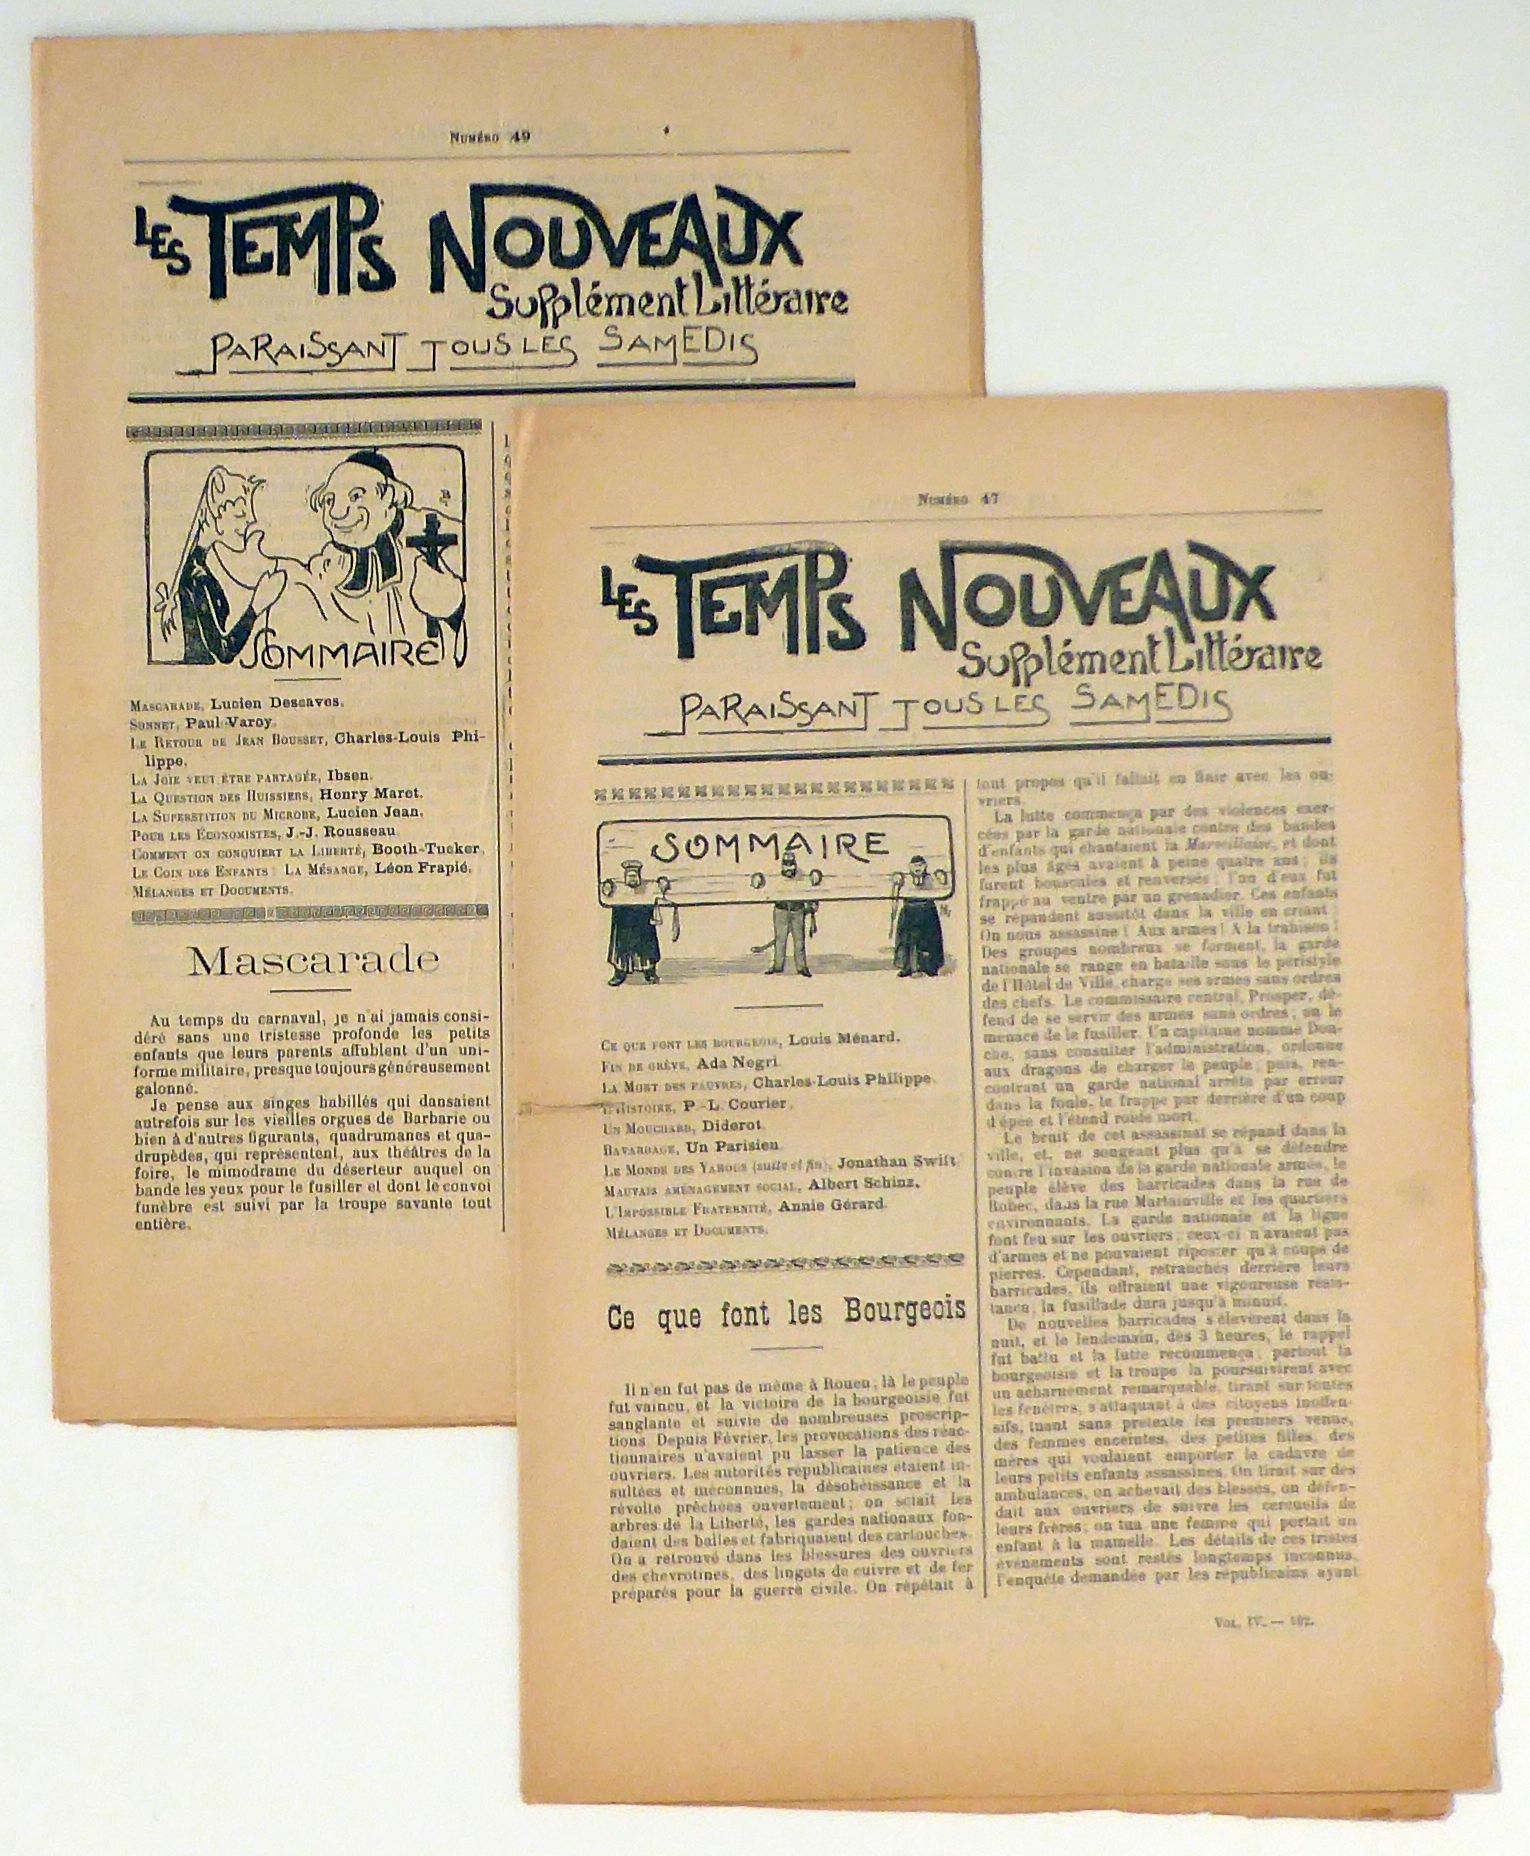 Numéro 49
LES TEMPS NOUVEAUX
Supplément Littéraire
PARAISSANT TOUS LES SAMEDIS
SOMMAIRE
Mascarade, Lucien Descaves.
Sonnet, Paul Varoy.
Le Retour de Jean Bousset, Charles-Louis Phi-
lippe.
La Joie veut être partagée, Ibsen.
La Question des Huissiers, Henry Maret.
La Superstition du Microbe, Lucien Jean.
Pour les Économistes, J.-J. Rousseau.
Comment on conquiert la Liberté, Booth-Tucker.
Le Coin des Enfants : La Mésange, Léon Frapié.
Mélanges et Documents.
Mascarade
Au temps du carnaval, je n'ai jamais consi-
déré sans une tristesse profonde les petits
enfants que leurs parents affublent d'un uni-
forme militaire, presque toujours généreusement
galonné.
Je pense aux singes habillés qui dansaient
autrefois sur les vieilles orgues de Barbarie ou
bien à d'autres figurants, quadrumanes et qua-
drupèdes, qui représentent, aux théâtres de la
foire, le mimodrame du déserteur auquel on
bande les yeux pour le fusiller et dont le convoi
funèbre est suivi par la troupe savante tout
entière.
Numéro 47
LES TEMPS NOUVEAUX
Supplément Littéraire
PARAISSANT TOUS LES SAMEDIS
SOMMAIRE
Ce que font les bourgeois, Louis Ménard.
Fin de grève, Ada Negri.
La Mort des pauvres, Charles-Louis Philippe.
L'Histoire, P.-L. Courier.
Un Mouchard, Diderot.
Bavardage, Un Parisien.
Le Monde des Yahous (suite et fin), Jonathan Swift.
Mauvais aménagement social, Albert Schinz.
L'Impossible Fraternité, Annie Gérard.
Mélanges et Documents.
Ce que font les Bourgeois
Il n'en fut pas de même à Rouen; là le peuple
fut vaincu, et la victoire de la bourgeoisie fut
sanglante et suivie de nombreuses proscrip-
tions. Depuis Février, les provocations des réac-
tionnaires n'avaient pu lasser la patience des
ouvriers. Les autorités républicaines étaient in-
sultées et méconnues, la désobéissance et la
révolte prêchées ouvertement; on sciait les
arbres de la Liberté, les gardes nationaux fon-
daient des balles et fabriquaient des cartouches.
On a retrouvé dans les blessures des ouvriers
des chevrotines, des lingots de cuivre et de fer
préparés pour la guerre civile. On répétait à
tout propos qu'il fallait en finir avec les ou-
vriers.
La lutte commença par des violences exer-
cées par la garde nationale contre des bandes
d'enfants qui chantaient la Marseillaise, et dont
les plus âgés avaient à peine quatre ans; ils
furent bousculés et renversés; l'un d'eux fut
frappé au ventre par un grenadier. Ces enfants
se répandent aussitôt dans la ville en criant :
On nous assassine! Aux armes! A la trahison!
Des groupes nombreux se forment, la garde
nationale se range en bataille sous le péristyle
de l'Hôtel de Ville, charge ses armes sans ordres
des chefs. Le commissaire central, Prosper, dé-
fend de se servir des armes sans ordres; on le
menace de le fusiller. Un capitaine nommé Dou-
che, sans consulter l'administration, ordonne
aux dragons de charger le peuple; puis, ren-
contrant un garde national arrêté par erreur
dans la foule, le frappe par derrière d'un coup
d'épée et l'étend roide mort.
Le bruit de cet assassinat se répand dans la
ville, et, ne songeant plus qu'à se défendre
contre l'invasion de la garde nationale armée, le
peuple élève des barricades dans la rue de
Robec, dans la rue Martainville et les quartiers
environnants. La garde nationale et la ligne
font feu sur les ouvriers; ceux-ci n'avaient pas
d'armes et ne pouvaient riposter qu'à coups de
pierres. Cependant, retranchés derrière leurs
barricades, ils offraient une vigoureuse résis-
tance; la fusillade dura jusqu'à minuit.
De nouvelles barricades s'élevèrent dans la
nuit, et le lendemain, dès 3 heures, le rappel
fut battu et la lutte recommença; partout la
bourgeoisie et la troupe la poursuivirent avec
un acharnement remarquable, tirant sur toutes
les fenêtres, s'attaquant à des citoyens inoffen-
sifs, tuant sans prétexte les premiers venus,
des femmes enceintes, des petites filles, des
mères qui voulaient emporter le cadavre de
leurs petits enfants assassinés. On tirait sur des
ambulances, on achevait des blessés, on défen-
dait aux ouvriers de suivre les cercueils de
leurs frères; on tua une femme qui portait un
enfant à la mamelle. Les détails de ces tristes
événements sont restés longtemps inconnus,
l'enquête demandée par les républicains ayant
Vol. IV. — 102.